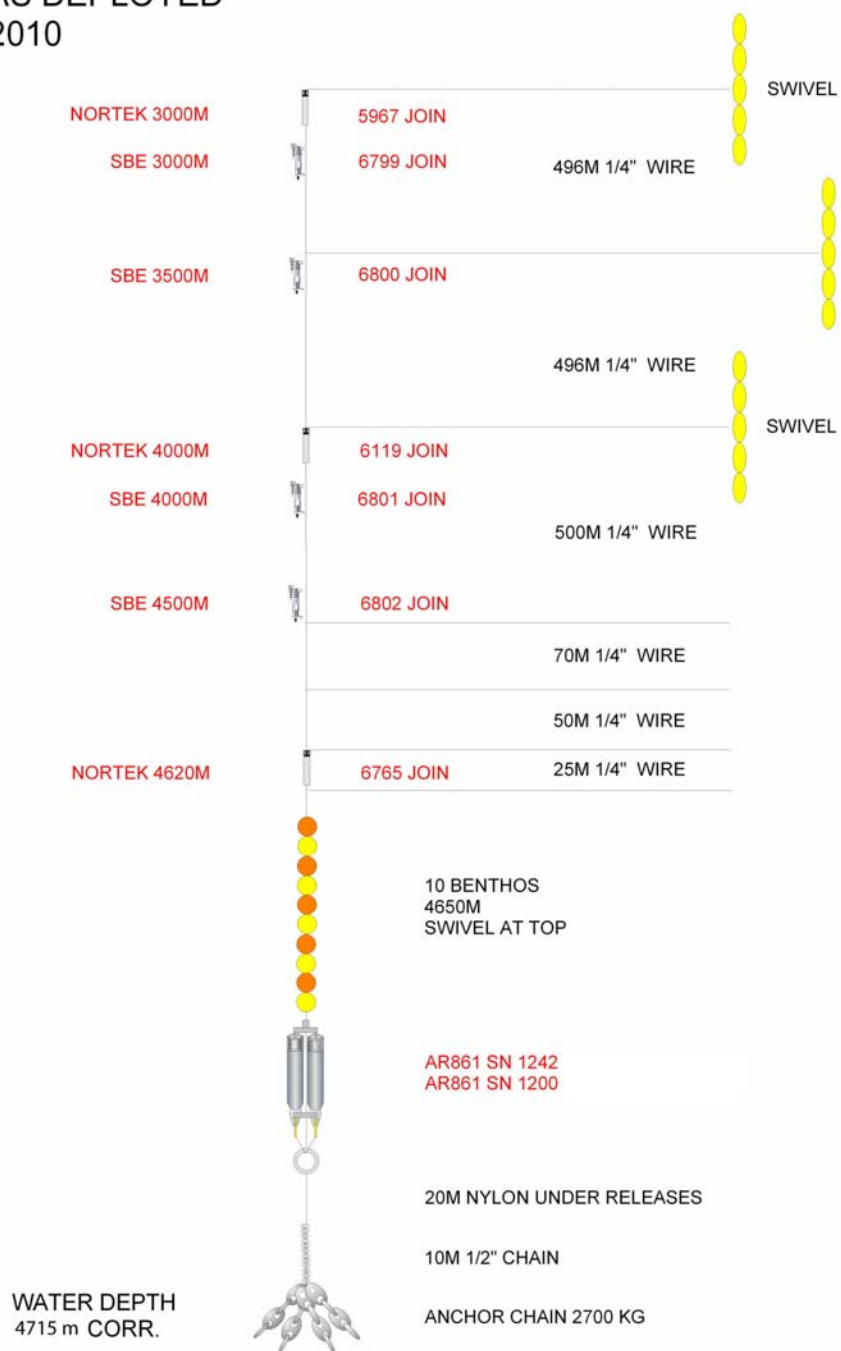 2010
SWIVEL
NORTEK 3000M
5967 JOIN
SBE 3000M
6799 JOIN
496M 1/4" WIRE
SBE 3500M
6800 JOIN
496M 1/4" WIRE
SWIVEL
NORTEK 4000M
6119 JOIN
SBE 4000M
6801 JOIN
500M 1/4" WIRE
SBE 4500M
6802 JOIN
70M 1/4" WIRE
50M 1/4" WIRE
NORTEK 4620M
6765 JOIN
25M 1/4" WIRE
10 BENTHOS
4650M
SWIVEL AT TOP
AR861 SN 1242
AR861 SN 1200
20M NYLON UNDER RELEASES
10M 1/2" CHAIN
WATER DEPTH
4715 m CORR.
ANCHOR CHAIN 2700 KG